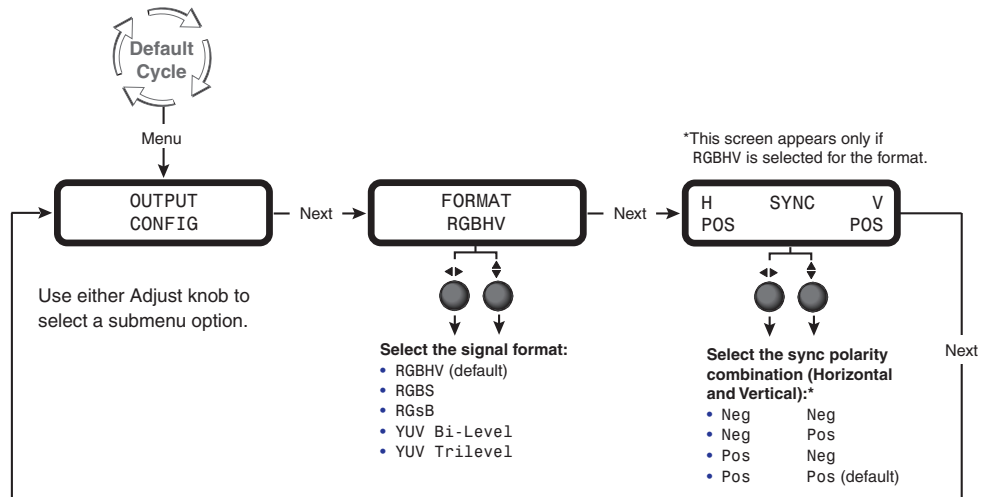 Default
Cycle
Menu
*This screen appears only if
RGBHV is selected for the format.
OUTPUT
CONFIG
Next
FORMAT
RGBHV
Next
H SYNC V
POS POS
Use either Adjust knob to
select a submenu option.
Select the signal format:
• RGBHV (default)
• RGBS
• RGsB
• YUV Bi-Level
• YUV Trilevel
Select the sync polarity
combination (Horizontal
and Vertical):*
• Neg Neg
• Neg Pos
• Pos Neg
• Pos Pos (default)
Next